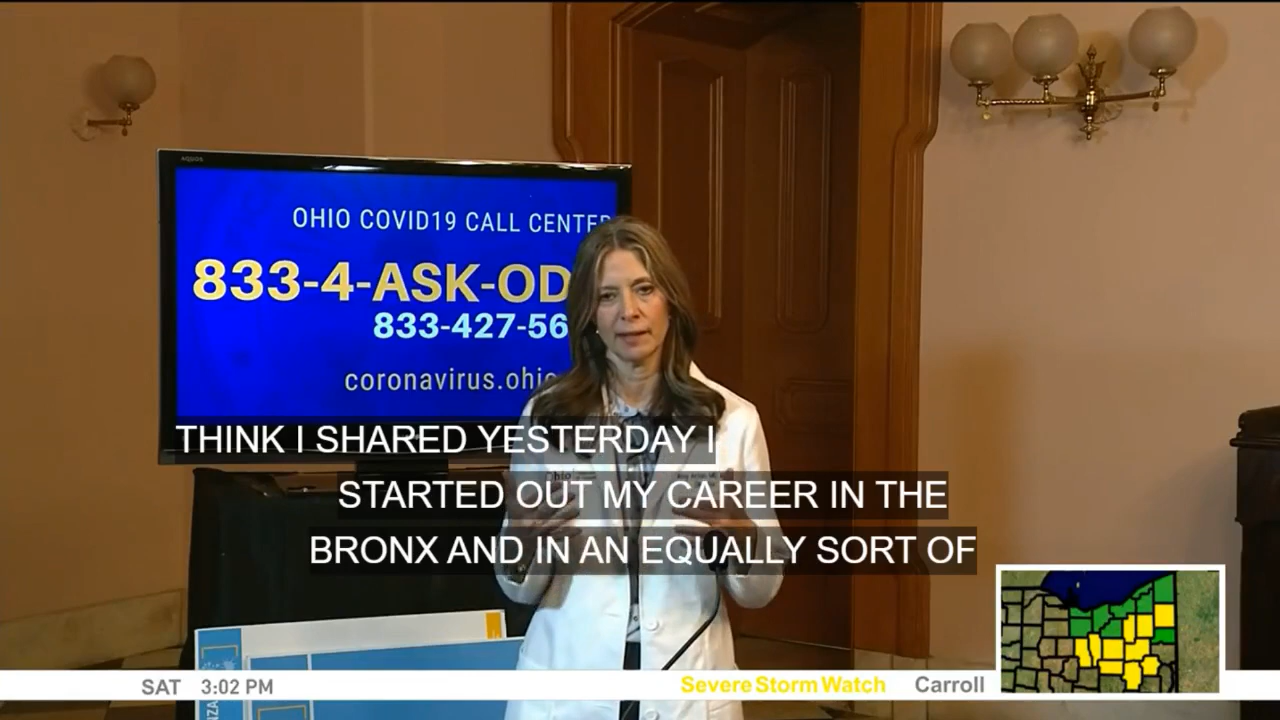 AQUOS
OHIO COVID19 CALL CENTER
833-4-ASK-OD
833-427-56
coronavirus.ohio
THINK I SHARED YESTERDAY I
STARTED OUT MY CAREER IN THE
BRONX AND IN AN EQUALLY SORT OF
SAT 3:02 PM
Severe Storm Watch Carroll